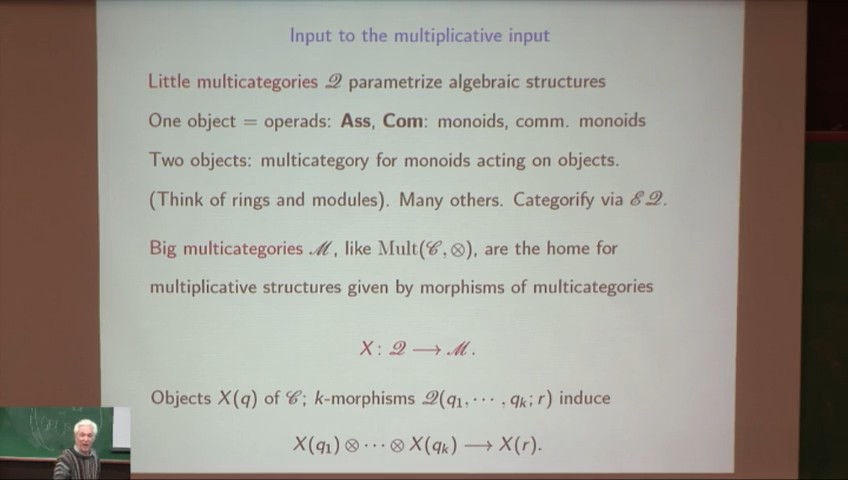 Input to the multiplicative input
Little multicategories 𝒬 parametrize algebraic structures
One object = operads: Ass, Com: monoids, comm. monoids
Two objects: multicategory for monoids acting on objects.
(Think of rings and modules). Many others. Categorify via ℰ𝒬.
Big multicategories ℳ, like Mult(𝒞, ⊗), are the home for
multiplicative structures given by morphisms of multicategories
X: 𝒬 ⟶ ℳ.
Objects X(q) of 𝒞; k-morphisms 𝒬(q₁, ⋯ , qₖ; r) induce
X(q₁) ⊗ ⋯ ⊗ X(qₖ) ⟶ X(r).